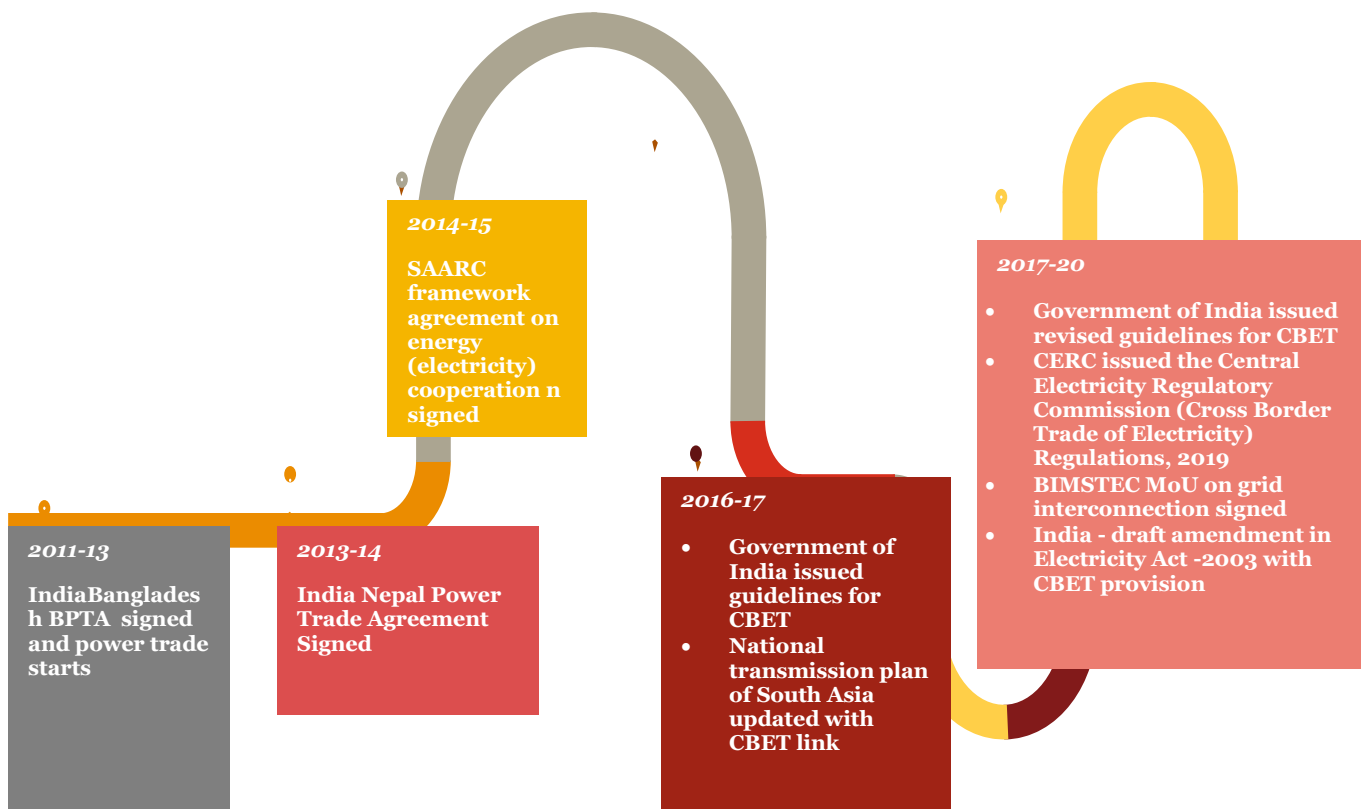 2011-13
IndiaBanglades
h BPTA signed
and power trade
starts
2013-14
India Nepal Power
Trade Agreement
Signed
2014-15
SAARC
framework
agreement on
energy
(electricity)
cooperation n
signed
2016-17
• Government of
India issued
guidelines for
CBET
• National
transmission plan
of South Asia
updated with
CBET link
2017-20
• Government of India issued
revised guidelines for CBET
• CERC issued the Central
Electricity Regulatory
Commission (Cross Border
Trade of Electricity)
Regulations, 2019
• BIMSTEC MoU on grid
interconnection signed
• India - draft amendment in
Electricity Act -2003 with
CBET provision